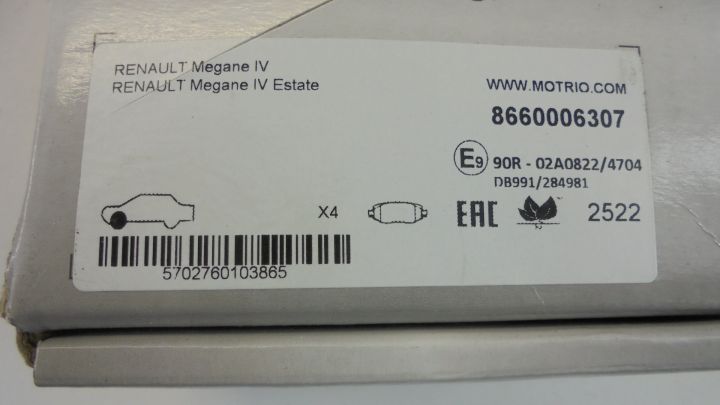 RENAULT Megane IV
RENAULT Megane IV Estate
WWW.MOTRIO.COM
8660006307
E9 90R - 02A0822/4704
DB991/284981
X4
EAC
2522
5702760103865